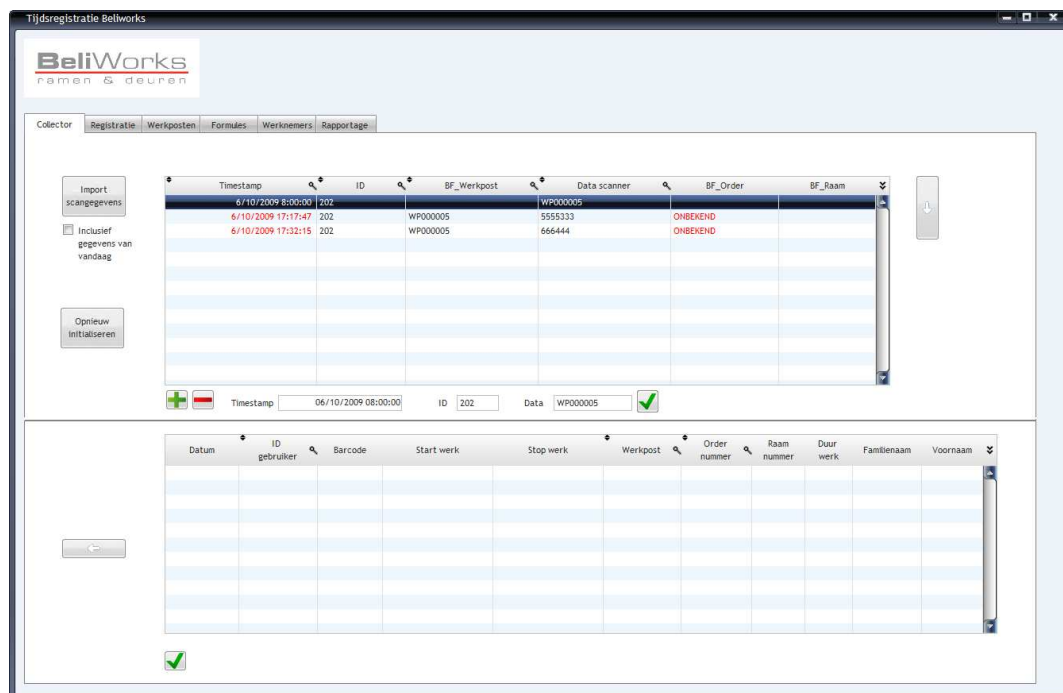 Tijdsregistratie Beliworks
BeliWorks
ramen & deuren
Collector Registratie Werkposten Formules Werknemers Rapportage
Import
scangegevens
Inclusief
gegevens van
vandaag
Opnieuw
initialiseren
Timestamp ID BF_Werkpost Data scanner BF_Order BF_Raam
6/10/2009 8:00:00 202 WP000005
6/10/2009 17:17:47 202 WP000005 5555333 ONBEKEND
6/10/2009 17:32:15 202 WP000005 666444 ONBEKEND
Timestamp 06/10/2009 08:00:00 ID 202 Data WP000005
Datum ID gebruiker Barcode Start werk Stop werk Werkpost Order nummer Raam nummer Duur werk Familienaam Voornaam